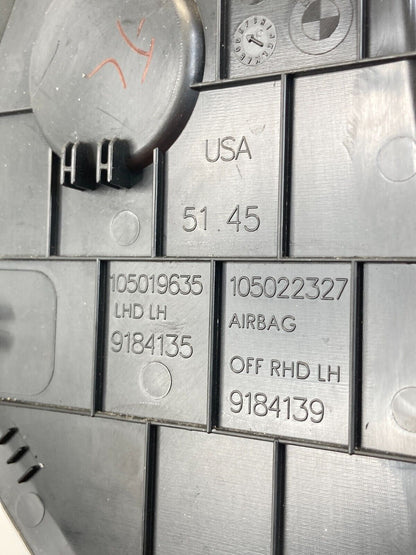 USA
51.45
105019635
LHD LH
9184135
105022327
AIRBAG
OFF RHD LH
9184139